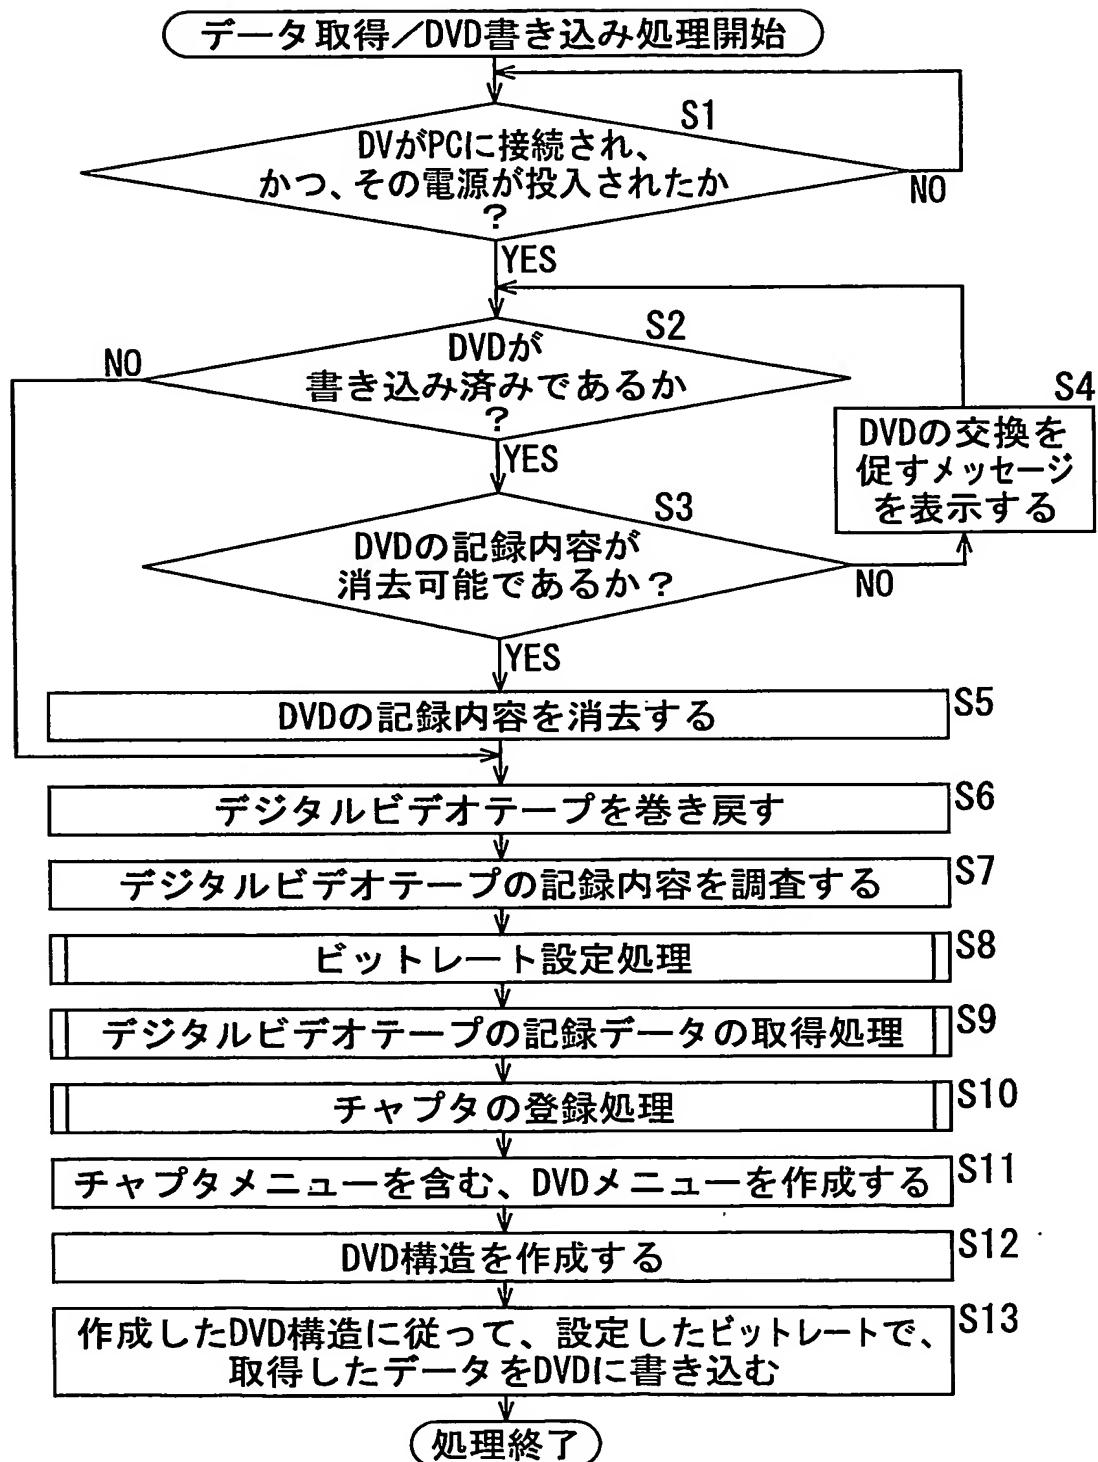 データ取得／DVD書き込み処理開始
S1
DVがPCに接続され、
かつ、その電源が投入されたか
？
NO
YES
S2
DVDが
書き込み済みであるか
？
NO
YES
S4
DVDの交換を
促すメッセージ
を表示する
S3
DVDの記録内容が
消去可能であるか？
NO
YES
DVDの記録内容を消去する
S5
デジタルビデオテープを巻き戻す
S6
デジタルビデオテープの記録内容を調査する
S7
ビットレート設定処理
S8
デジタルビデオテープの記録データの取得処理
S9
チャプタの登録処理
S10
チャプタメニューを含む、DVDメニューを作成する
S11
DVD構造を作成する
S12
作成したDVD構造に従って、設定したビットレートで、
取得したデータをDVDに書き込む
S13
処理終了